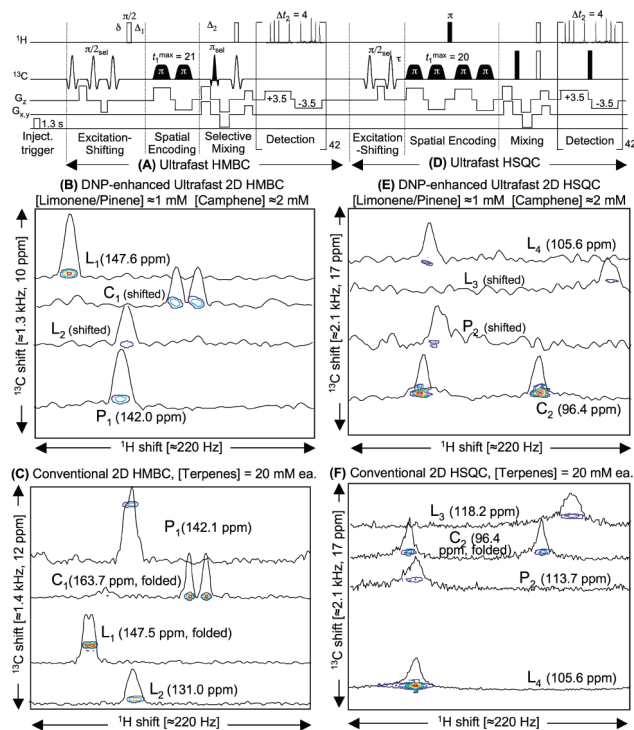 π/2
δ Δ₁ Δ₂ Δt₂ = 4 π Δt₂ = 4
¹H
π/2sel t₁max = 21 πsel π/2sel τ t₁max = 20
¹³C π π π π π π
Gz +3.5 -3.5 +3.5 -3.5
Gx,y
1.3 s
42 42
Inject. trigger Excitation-Shifting Spatial Encoding Selective Mixing Detection Excitation-Shifting Spatial Encoding Mixing Detection
(A) Ultrafast HMBC (D) Ultrafast HSQC
(B) DNP-enhanced Ultrafast 2D HMBC
[Limonene/Pinene] ≈1 mM [Camphene] ≈2 mM
¹³C shift [≈1.3 kHz, 10 ppm]
L₁ (147.6 ppm)
C₁ (shifted)
L₂ (shifted)
P₁ (142.0 ppm)
¹H shift [≈220 Hz]
(E) DNP-enhanced Ultrafast 2D HSQC
[Limonene/Pinene] ≈1 mM [Camphene] ≈2 mM
¹³C shift [≈2.1 kHz, 17 ppm]
L₄ (105.6 ppm)
L₃ (shifted)
P₂ (shifted)
C₂ (96.4 ppm)
¹H shift [≈220 Hz]
(C) Conventional 2D HMBC, [Terpenes] = 20 mM ea.
¹³C shift [≈1.4 kHz, 12 ppm]
P₁ (142.1 ppm)
C₁ (163.7 ppm, folded)
L₁ (147.5 ppm, folded)
L₂ (131.0 ppm)
¹H shift [≈220 Hz]
(F) Conventional 2D HSQC, [Terpenes] = 20 mM ea.
¹³C shift [≈2.1 kHz, 17 ppm]
L₃ (118.2 ppm)
C₂ (96.4
ppm, folded)
P₂ (113.7 ppm)
L₄ (105.6 ppm)
¹H shift [≈220 Hz]